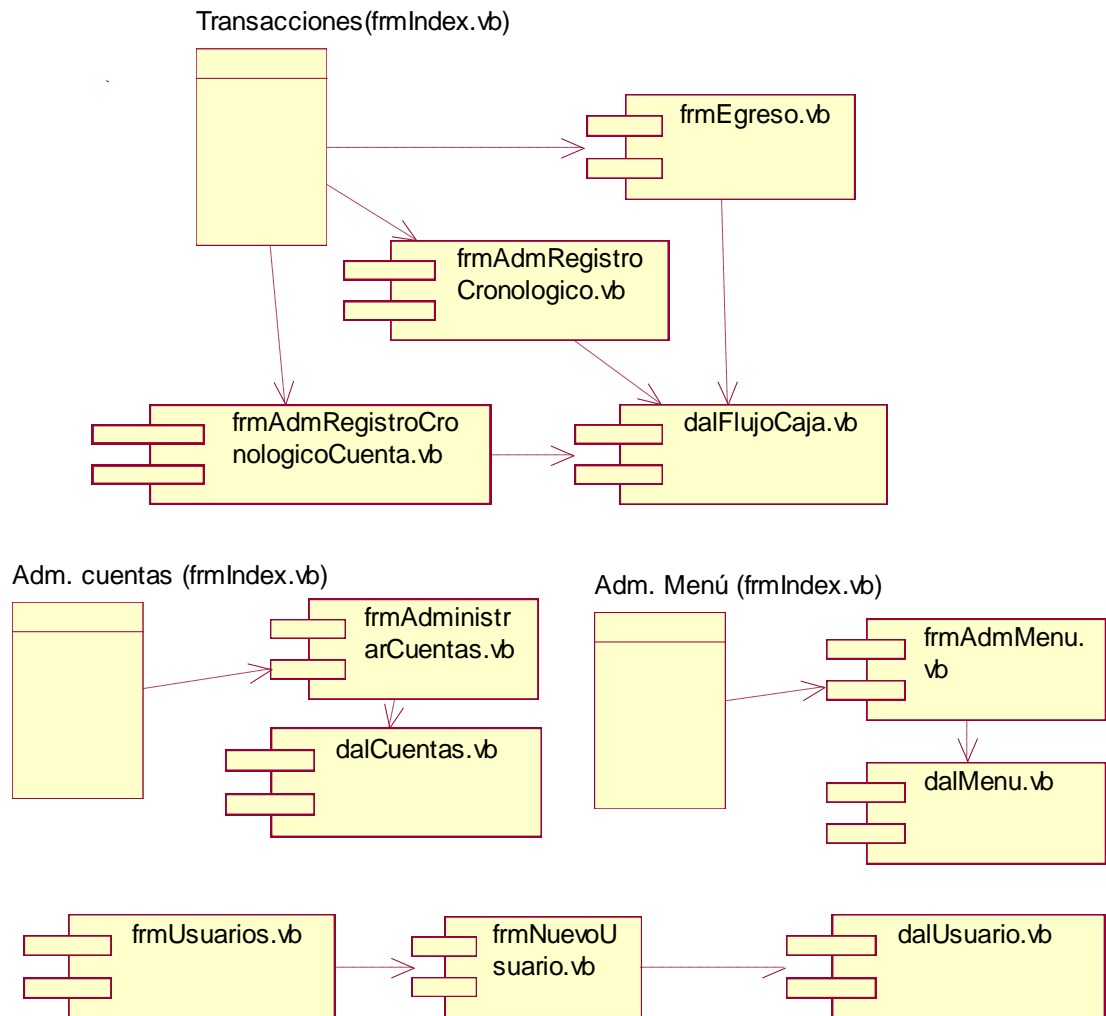 Transacciones(frmIndex.vb)
frmEgreso.vb
frmAdmRegistro
Cronologico.vb
frmAdmRegistroCro
nologicoCuenta.vb
dalFlujoCaja.vb
Adm. cuentas (frmIndex.vb)
Adm. Menú (frmIndex.vb)
frmAdministr
arCuentas.vb
frmAdmMenu.
vb
dalCuentas.vb
dalMenu.vb
frmUsuarios.vb
frmNuevoU
suario.vb
dalUsuario.vb